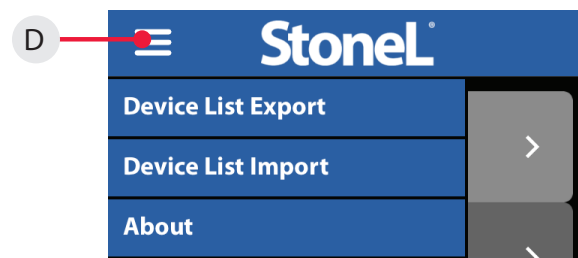 D
StoneL®
Device List Export
Device List Import
About